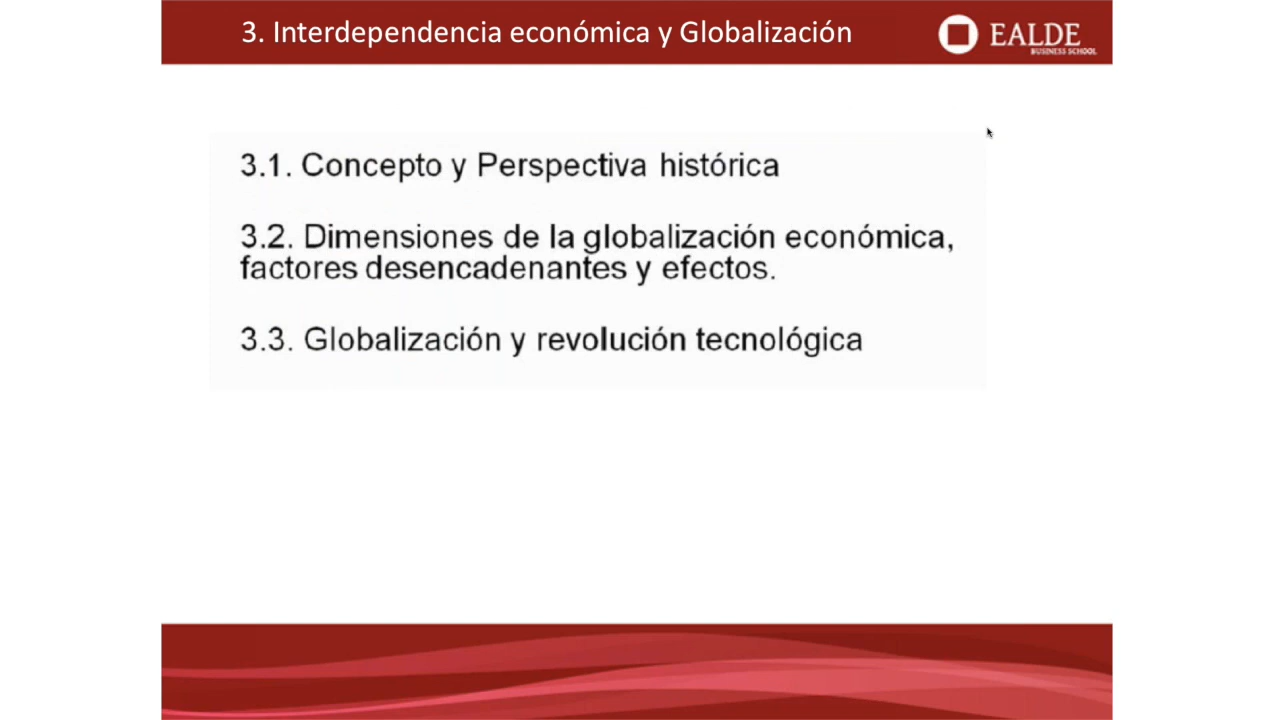 3. Interdependencia económica y Globalización
EALDE
BUSINESS SCHOOL
3.1. Concepto y Perspectiva histórica
3.2. Dimensiones de la globalización económica,
factores desencadenantes y efectos.
3.3. Globalización y revolución tecnológica